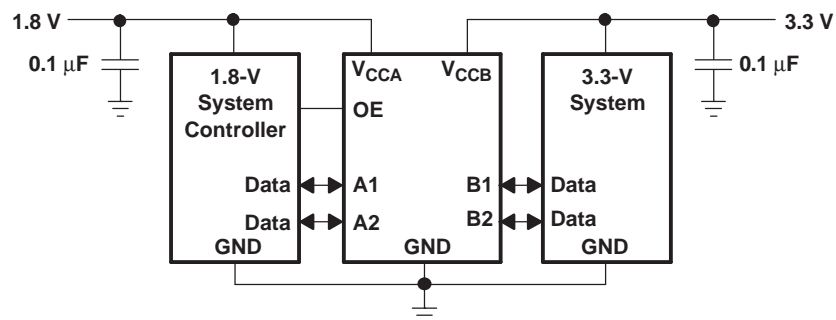 1.8 V
3.3 V
0.1 μF
1.8-V
System
Controller
VCCA
VCCB
3.3-V
System
0.1 μF
OE
Data
A1
B1
Data
Data
A2
B2
Data
GND
GND
GND